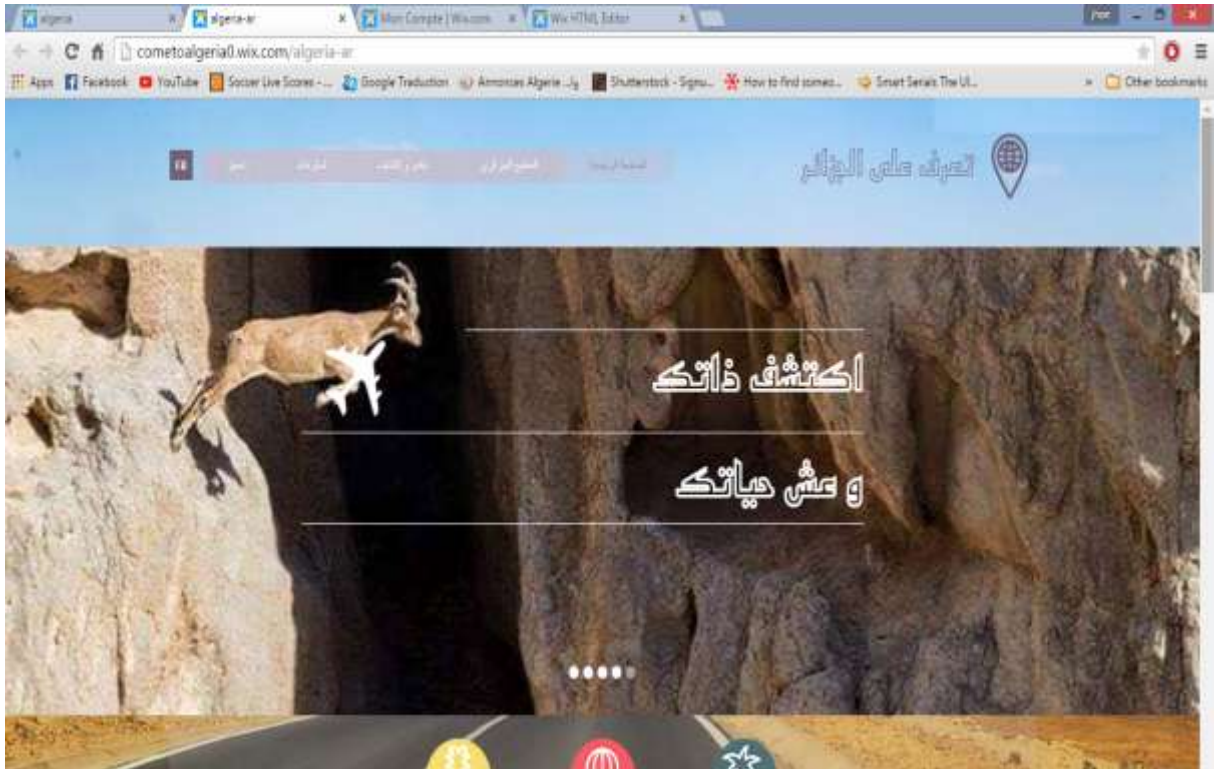 algeria
algeria-ar
Mon Compte | Wix.com
Wix HTML Editor
cometoalgeria0.wix.com/algeria-ar
Apps
Facebook
YouTube
Soccer Live Scores - ...
Google Traduction
Annonces Algerie
Shutterstock - Signu...
How to find someo...
Smart Serials The Ul...
Other bookmarks
تعرف على الجزائر
FR
اكتشف ذاتك
و عش حياتك